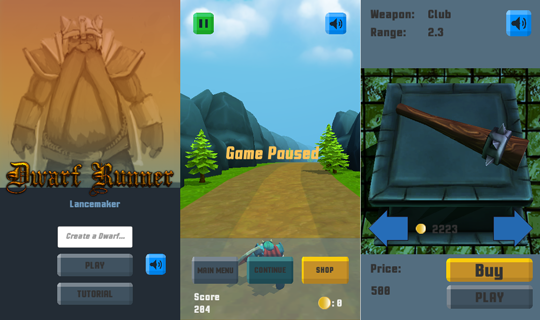 Dwarf Runner
Lancemaker
Create a Dwarf...
PLAY
TUTORIAL
Game Paused
MAIN MENU
CONTINUE
SHOP
Score
204
: 0
Weapon: Club
Range: 2.3
2223
Price:
500
Buy
PLAY